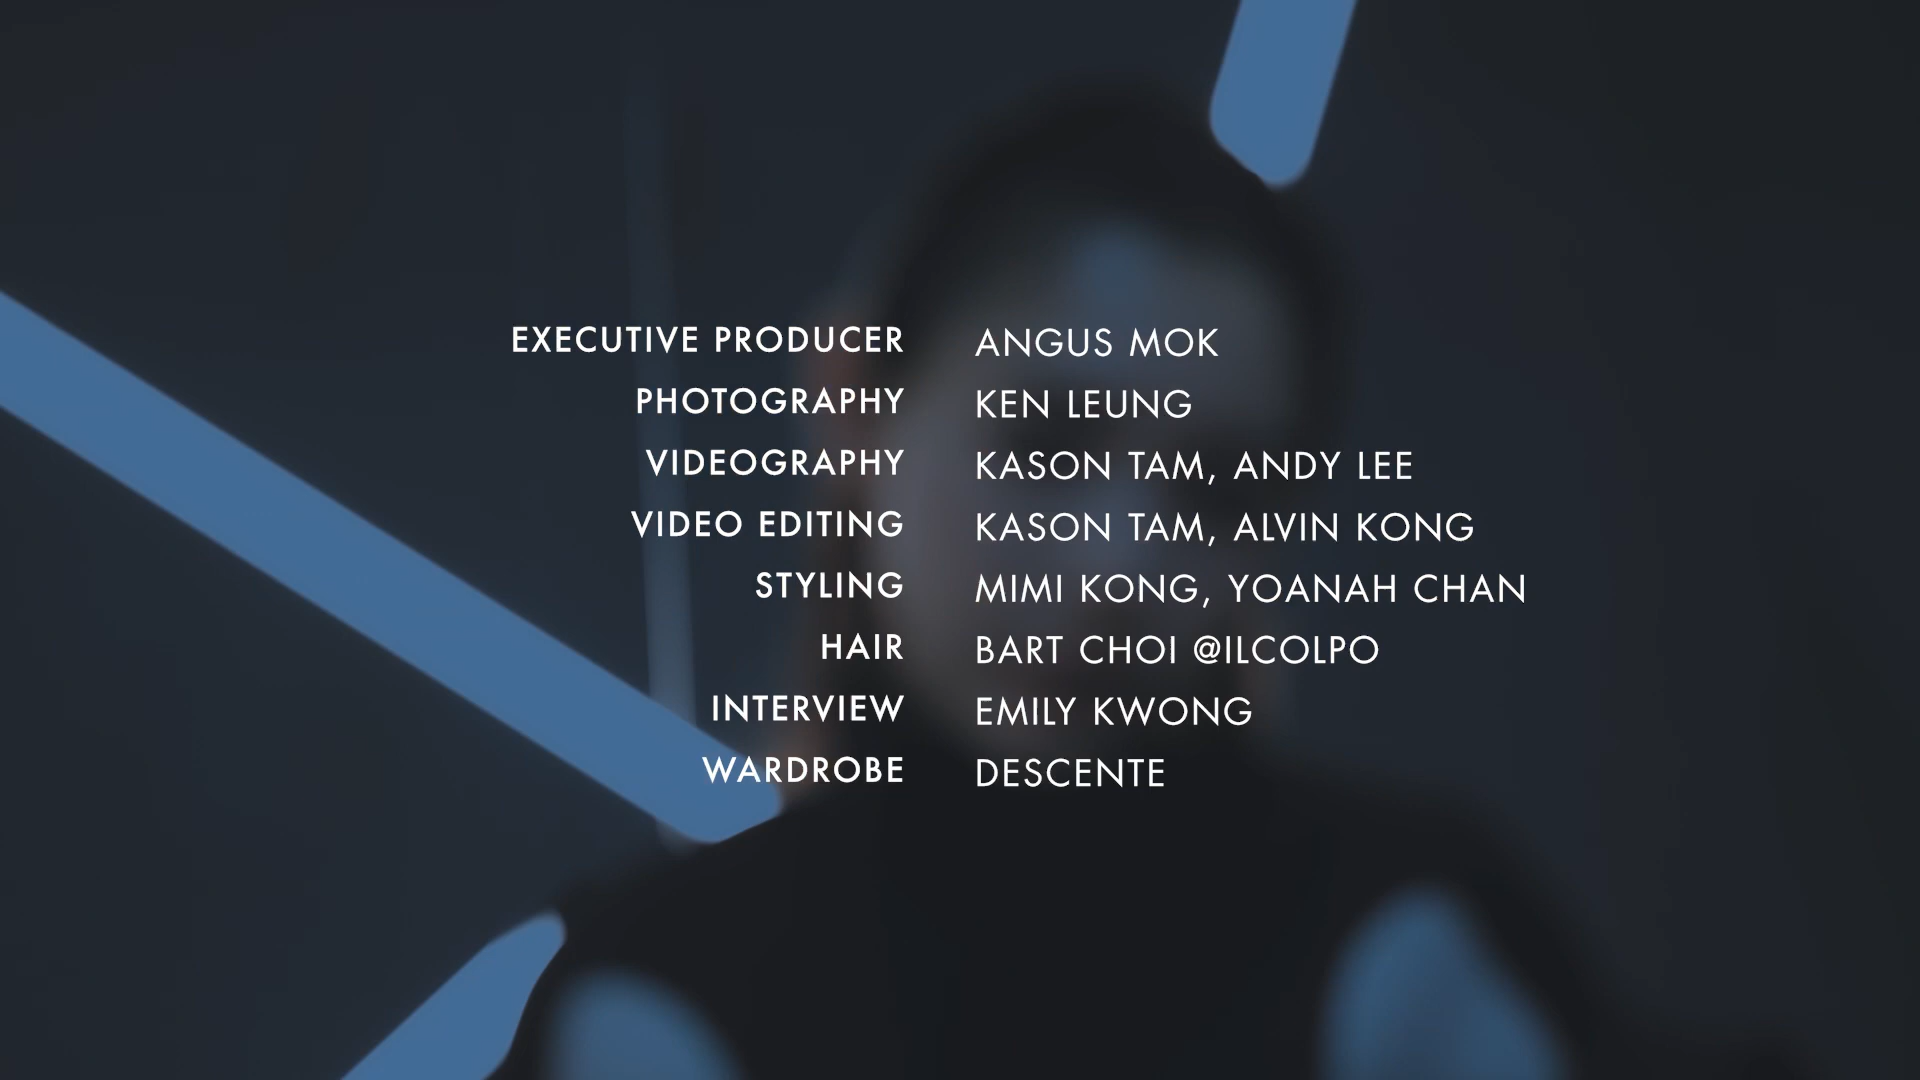 EXECUTIVE PRODUCER ANGUS MOK
PHOTOGRAPHY KEN LEUNG
VIDEOGRAPHY KASON TAM, ANDY LEE
VIDEO EDITING KASON TAM, ALVIN KONG
STYLING MIMI KONG, YOANAH CHAN
HAIR BART CHOI @ILCOLPO
INTERVIEW EMILY KWONG
WARDROBE DESCENTE